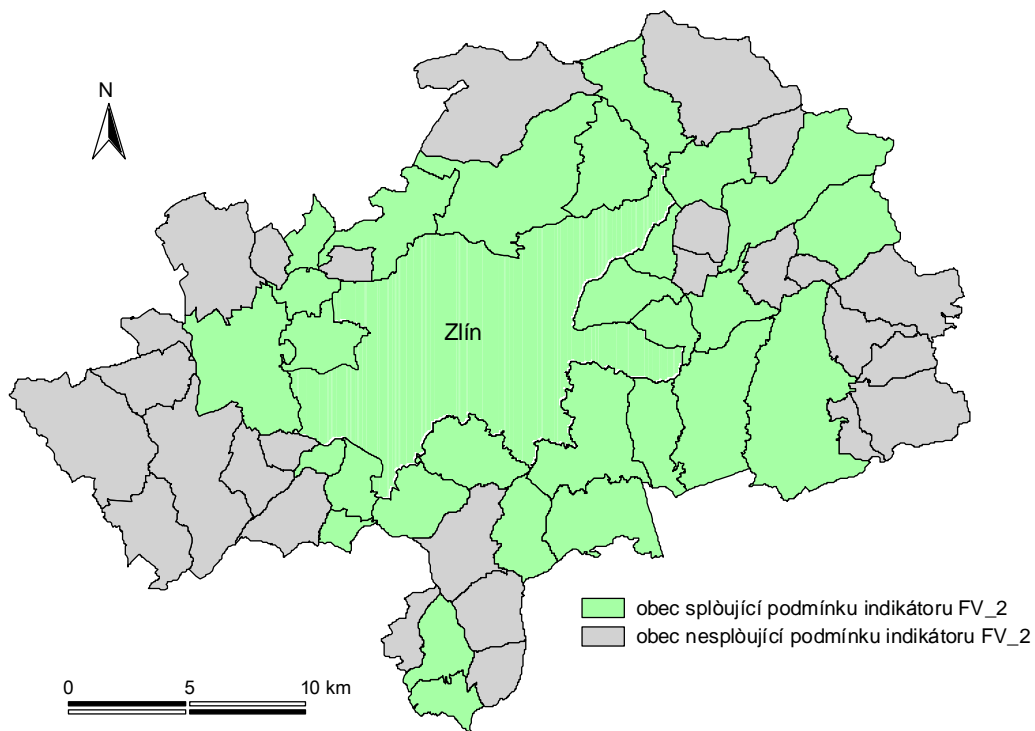 N
Zlín
obec splòující podmínku indikátoru FV_2
obec nesplòující podmínku indikátoru FV_2
0 5 10 km